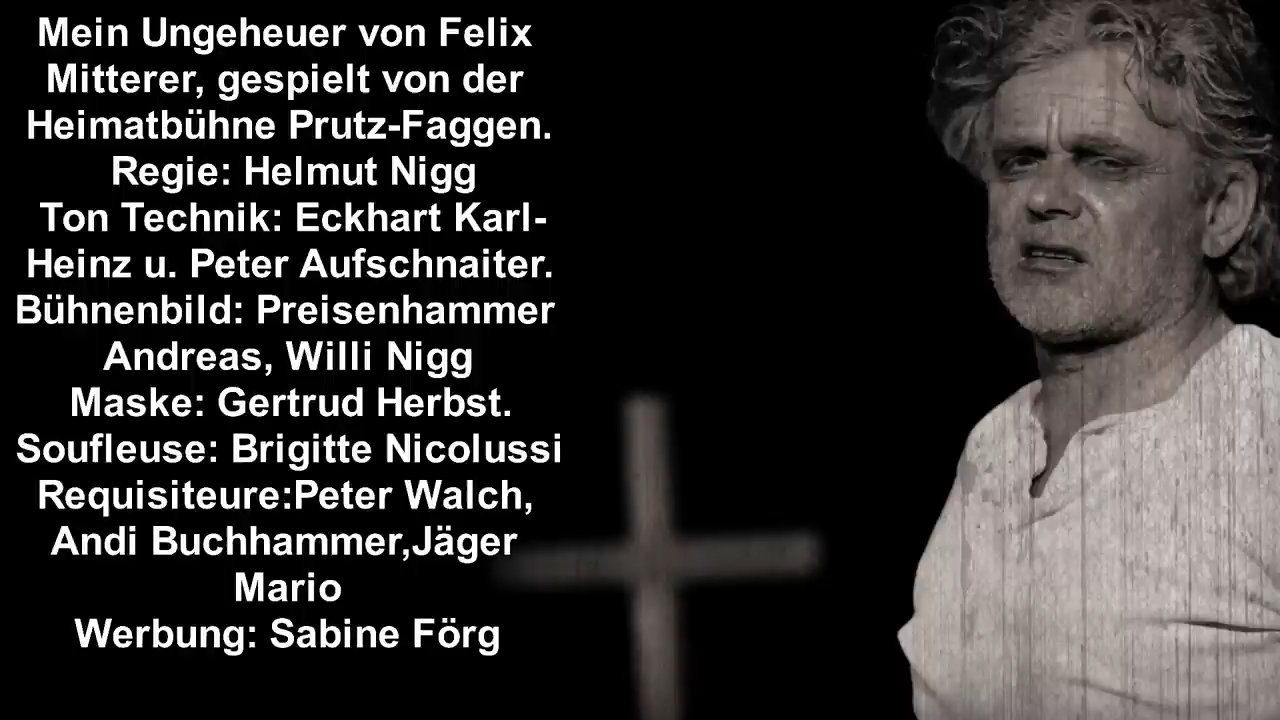 Mein Ungeheuer von Felix
Mitterer, gespielt von der
Heimatbühne Prutz-Faggen.
Regie: Helmut Nigg
Ton Technik: Eckhart Karl-
Heinz u. Peter Aufschnaiter.
Bühnenbild: Preisenhammer
Andreas, Willi Nigg
Maske: Gertrud Herbst.
Soufleuse: Brigitte Nicolussi
Requisiteure:Peter Walch,
Andi Buchhammer,Jäger
Mario
Werbung: Sabine Förg